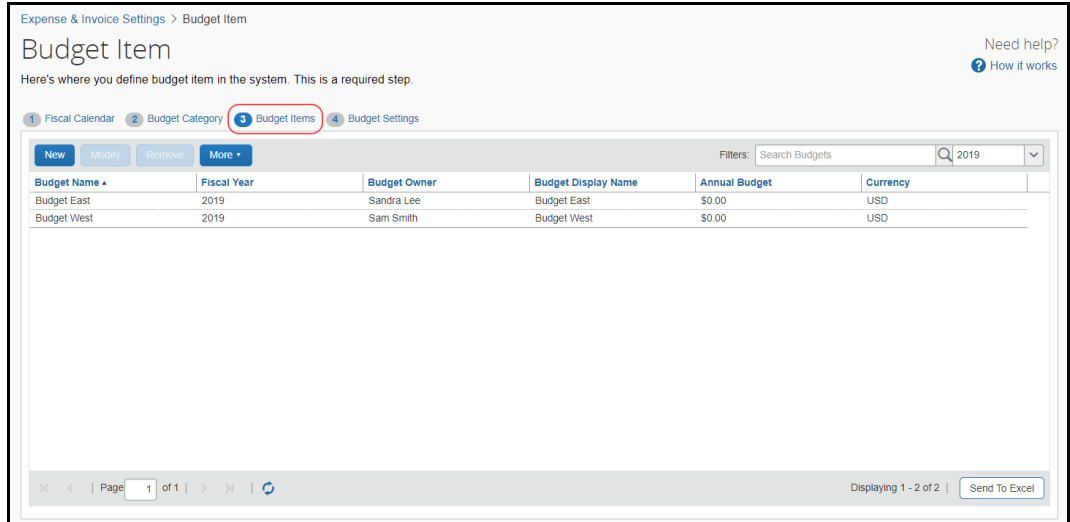 Expense & Invoice Settings > Budget Item
Budget Item
Need help?
? How it works
Here's where you define budget item in the system. This is a required step.
1 Fiscal Calendar 2 Budget Category 3 Budget Items 4 Budget Settings
New Modify Remove More Filters: Search Budgets 2019
Budget Name Fiscal Year Budget Owner Budget Display Name Annual Budget Currency
Budget East 2019 Sandra Lee Budget East $0.00 USD
Budget West 2019 Sam Smith Budget West $0.00 USD
Page 1 of 1 Displaying 1 - 2 of 2 Send To Excel